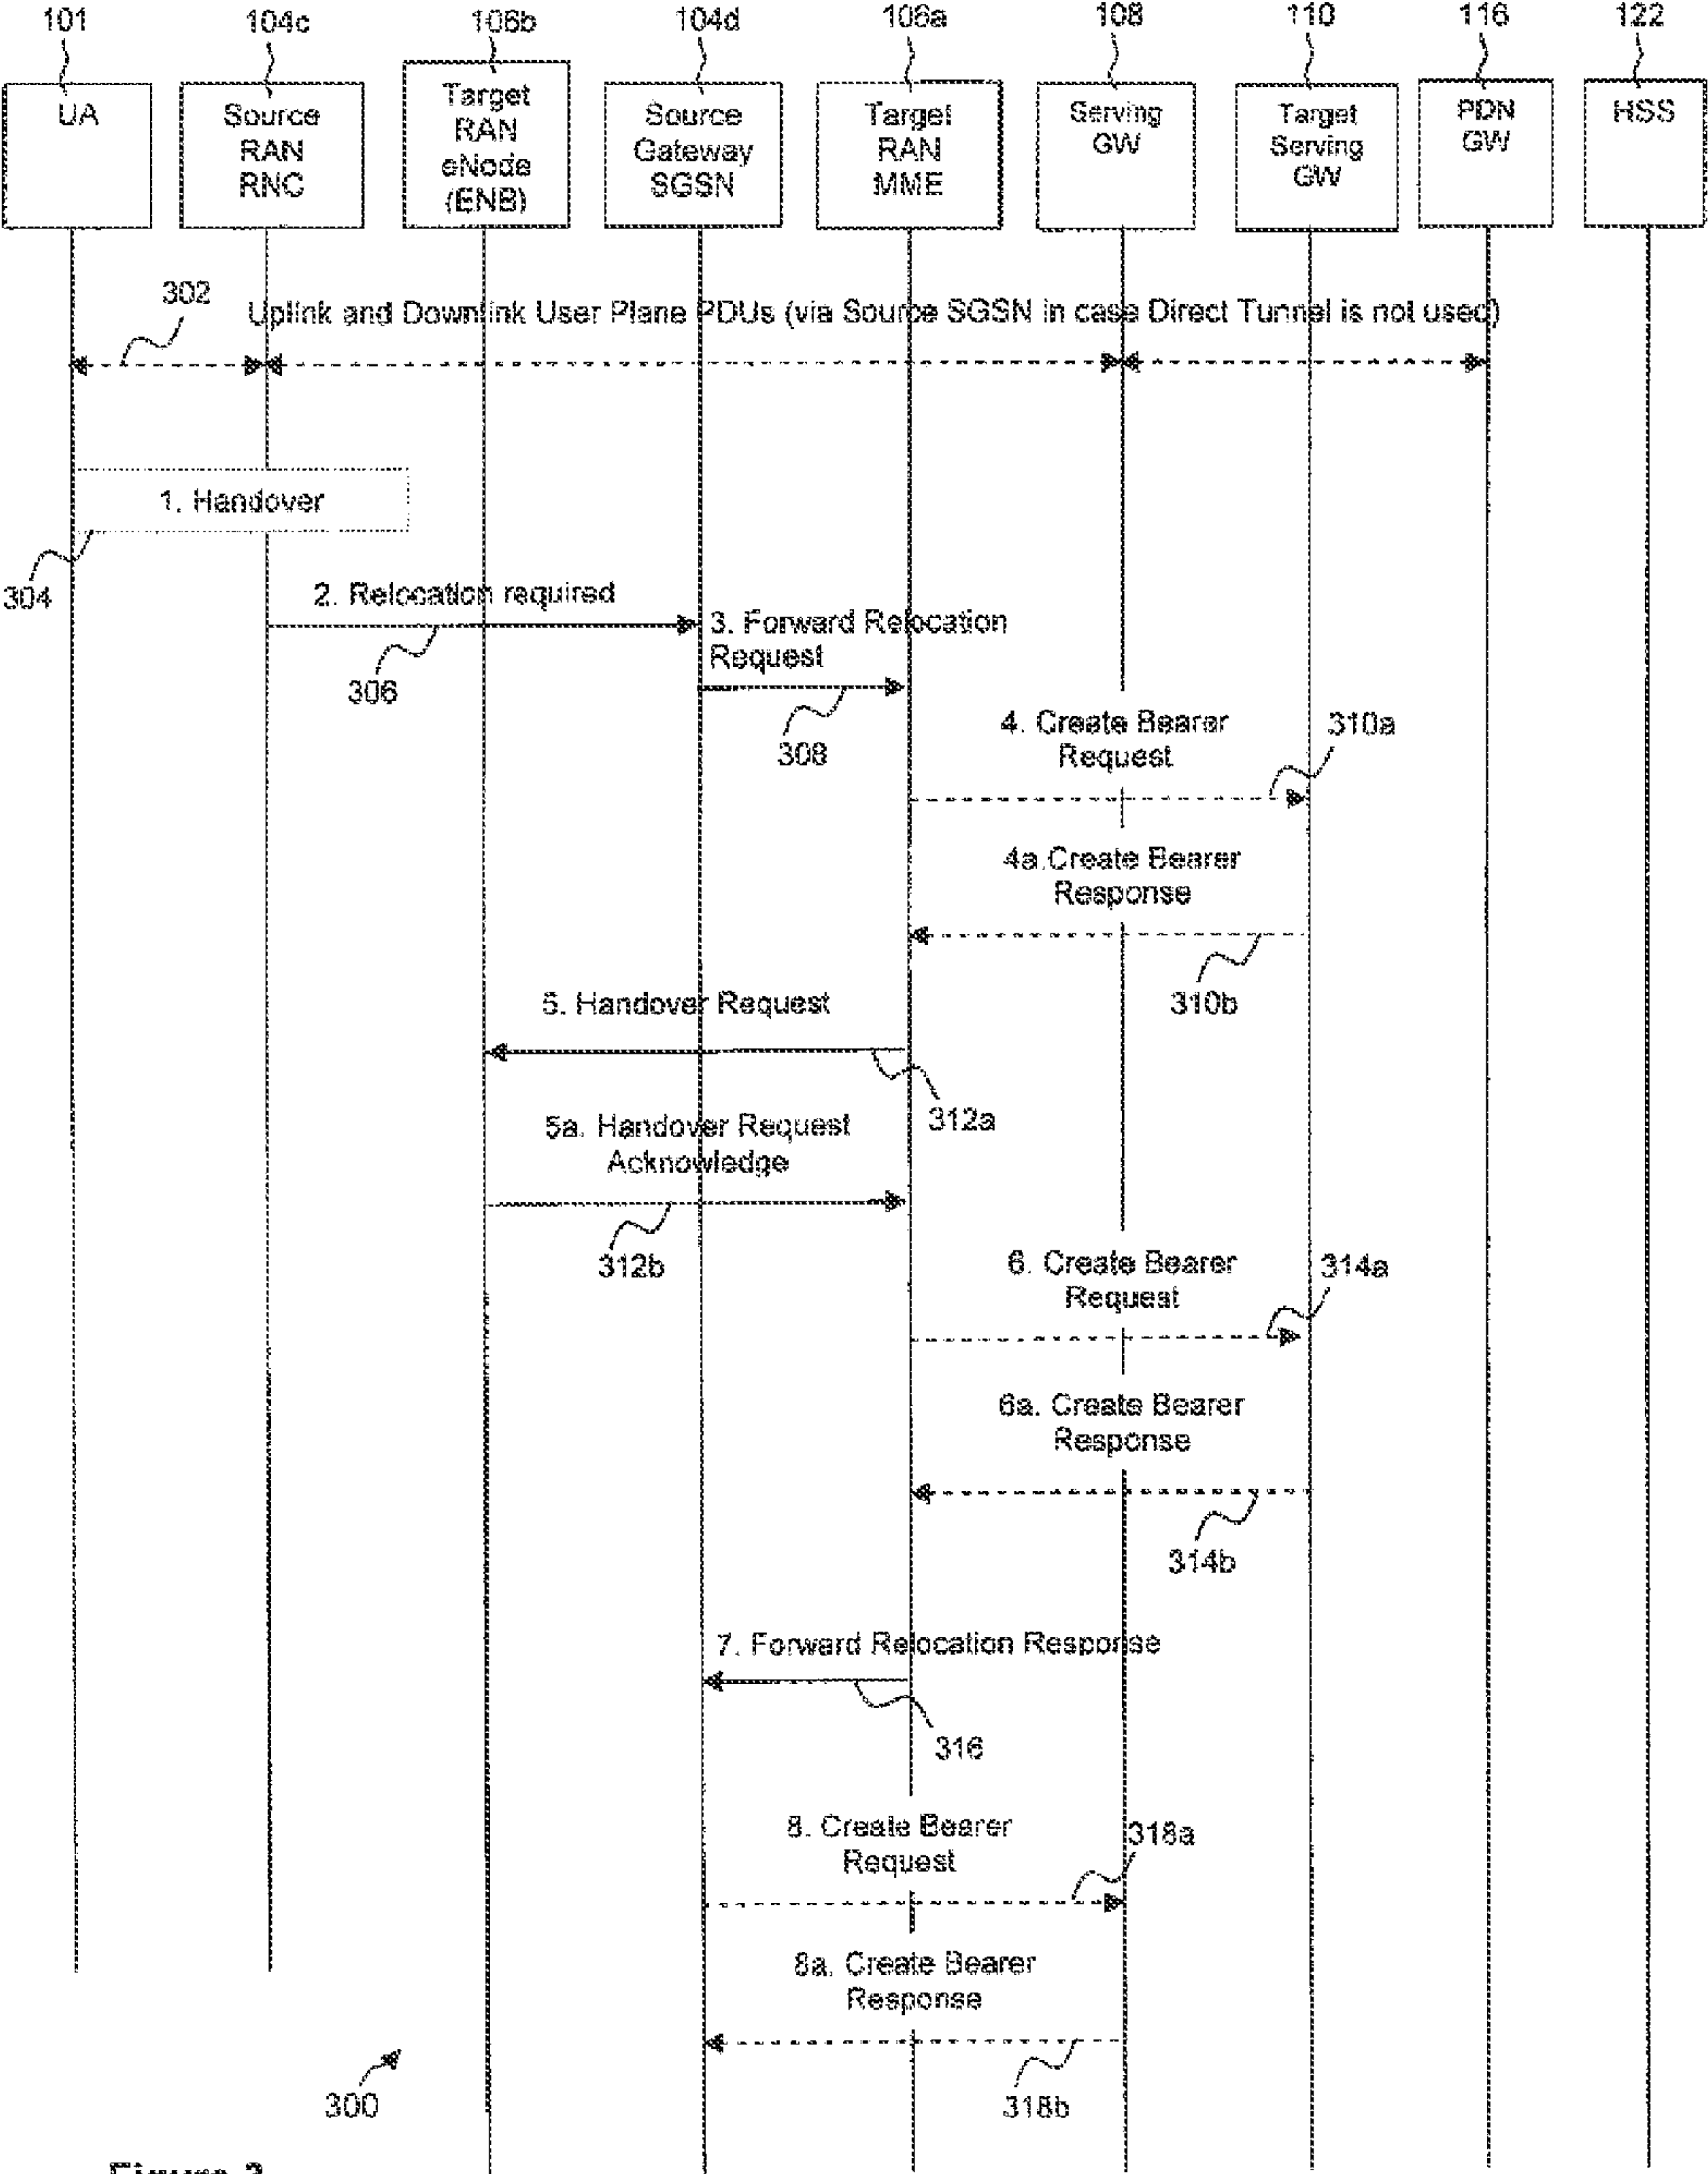 101 104c 106b 104d 106a 108 110 116 122
UA
Source
RAN
RNC
Target
RAN
eNode
(ENB)
Source
Gateway
SGSN
Target
RAN
MME
Serving
GW
Target
Serving
GW
PDN
GW
HSS
302
Uplink and Downlink User Plane PDUs (via Source SGSN in case Direct Tunnel is not used)
1. Handover
304
2. Relocation required
306
3. Forward Relocation
Request
308
4. Create Bearer
Request
310a
4a.Create Bearer
Response
310b
5. Handover Request
312a
5a. Handover Request
Acknowledge
312b
6. Create Bearer
Request
314a
6a. Create Bearer
Response
314b
7. Forward Relocation Response
316
8. Create Bearer
Request
318a
8a. Create Bearer
Response
318b
300
Figure 3